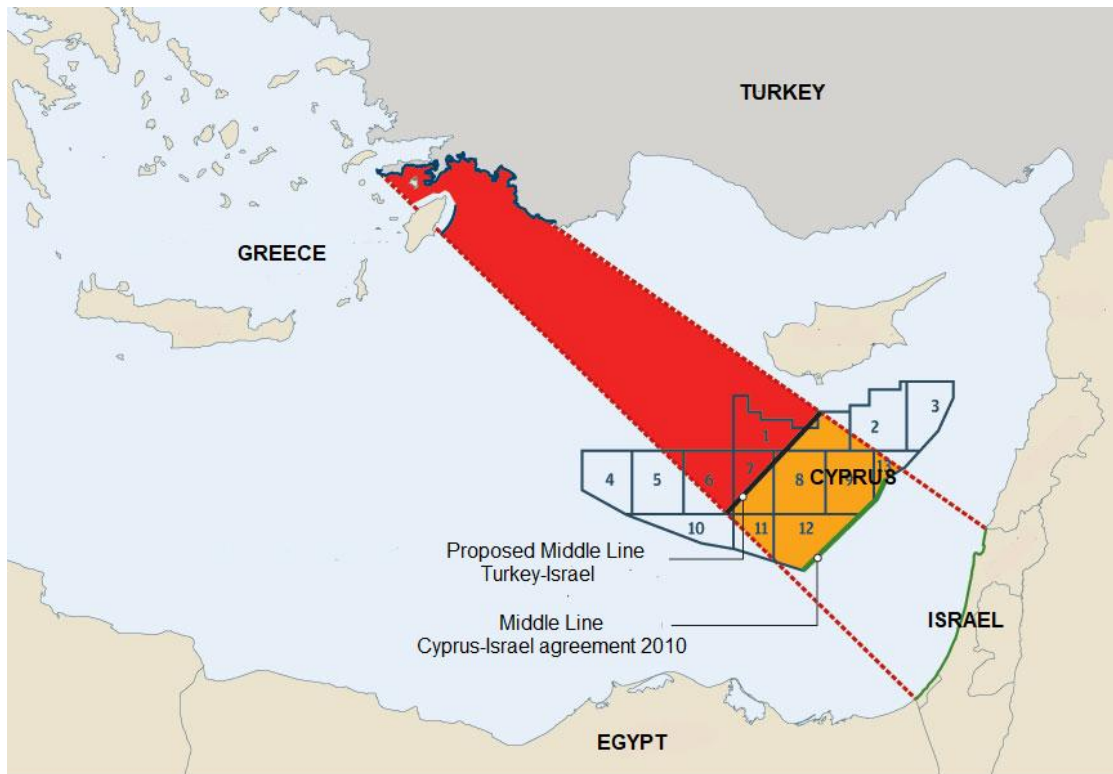 TURKEY
GREECE
3
2
1
CYPRUS
4
5
6
7
8
9
13
10
11
12
Proposed Middle Line
Turkey-Israel
Middle Line
Cyprus-Israel agreement 2010
ISRAEL
EGYPT